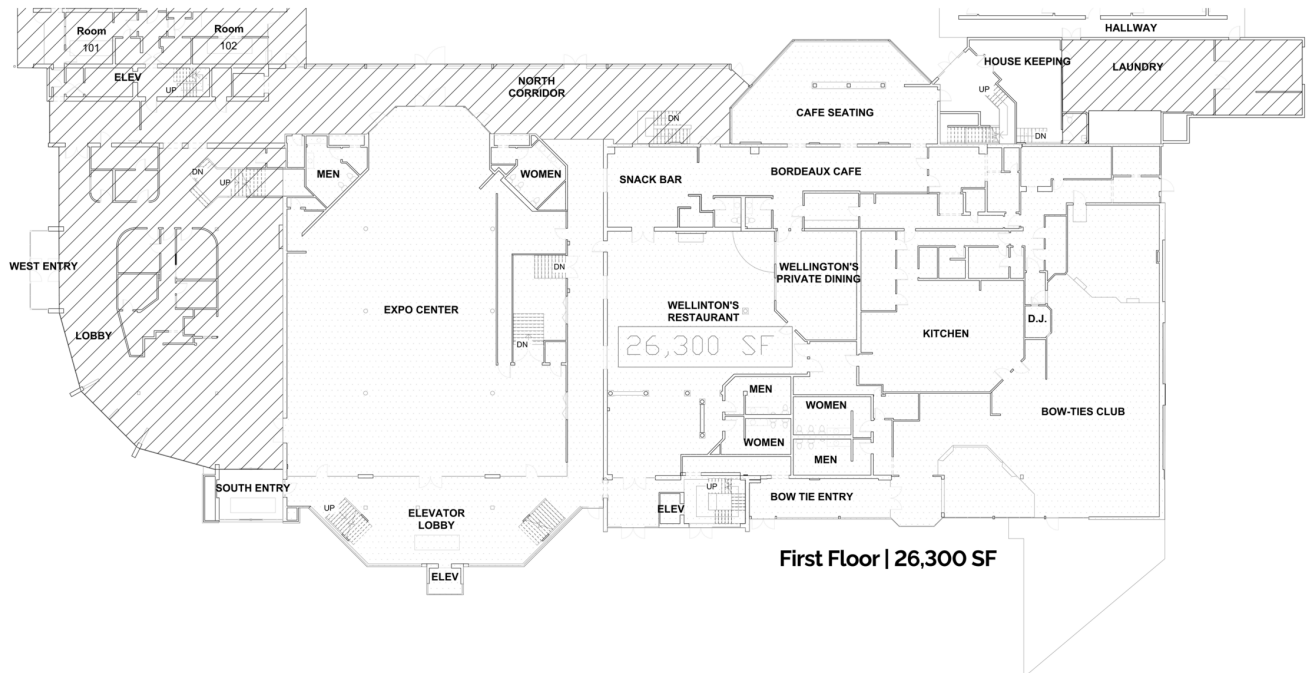 Room
101
Room
102
HALLWAY
ELEV
UP
NORTH
CORRIDOR
HOUSE KEEPING
LAUNDRY
UP
CAFE SEATING
DN
DN
MEN
WOMEN
SNACK BAR
BORDEAUX CAFE
DN
UP
WEST ENTRY
DN
WELLINGTON'S
PRIVATE DINING
LOBBY
EXPO CENTER
WELLINTON'S
RESTAURANT
D.J.
KITCHEN
26,300 SF
DN
MEN
WOMEN
BOW-TIES CLUB
WOMEN
MEN
SOUTH ENTRY
UP
BOW TIE ENTRY
UP
ELEVATOR
LOBBY
ELEV
First Floor | 26,300 SF
ELEV